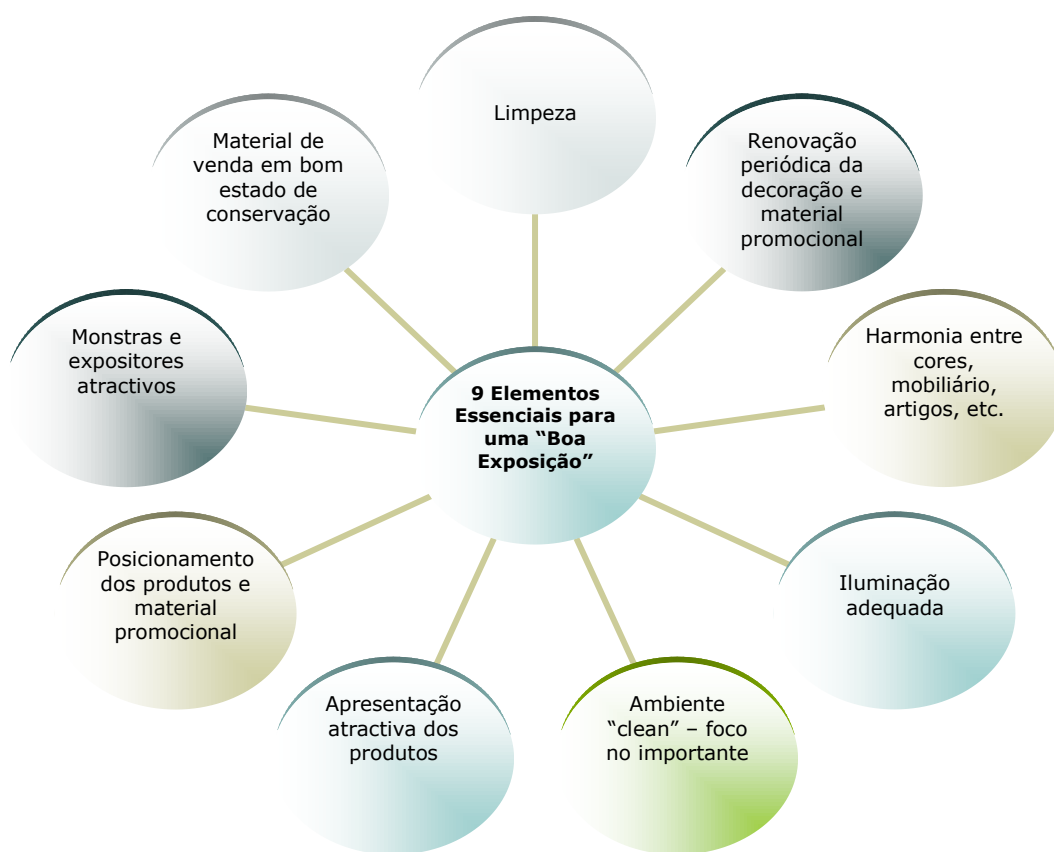 Limpeza
Renovação
periódica da
decoração e
material
promocional
Harmonia entre
cores,
mobiliário,
artigos, etc.
Iluminação
adequada
Ambiente
“clean” – foco
no importante
Apresentação
atractiva dos
produtos
Posicionamento
dos produtos e
material
promocional
Monstras e
expositores
atractivos
Material de
venda em bom
estado de
conservação
9 Elementos
Essenciais para
uma “Boa
Exposição”